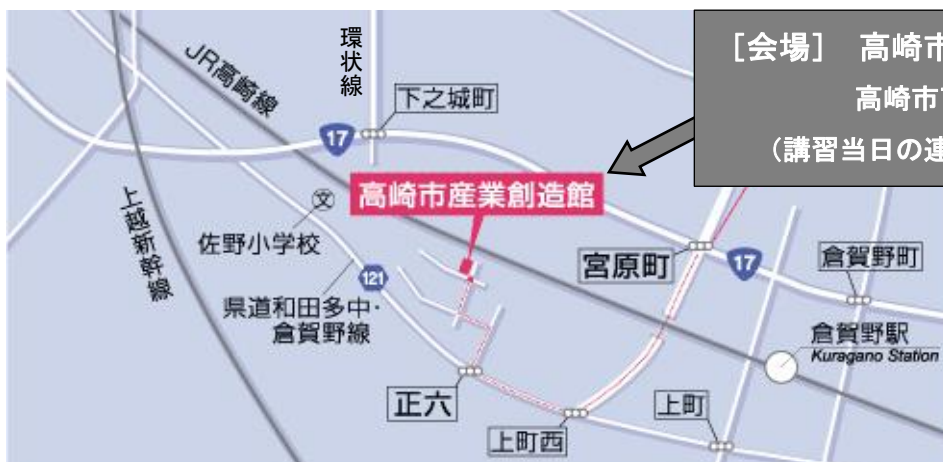 環状線
JR高崎線
下之城町
17
[会場] 高崎市
高崎市
(講習当日の連
高崎市産業創造館
文
佐野小学校
上越新幹線
121
県道和田多中・
倉賀野線
宮原町
17
倉賀野町
倉賀野駅
Kuragano Station
正六
上町西
上町